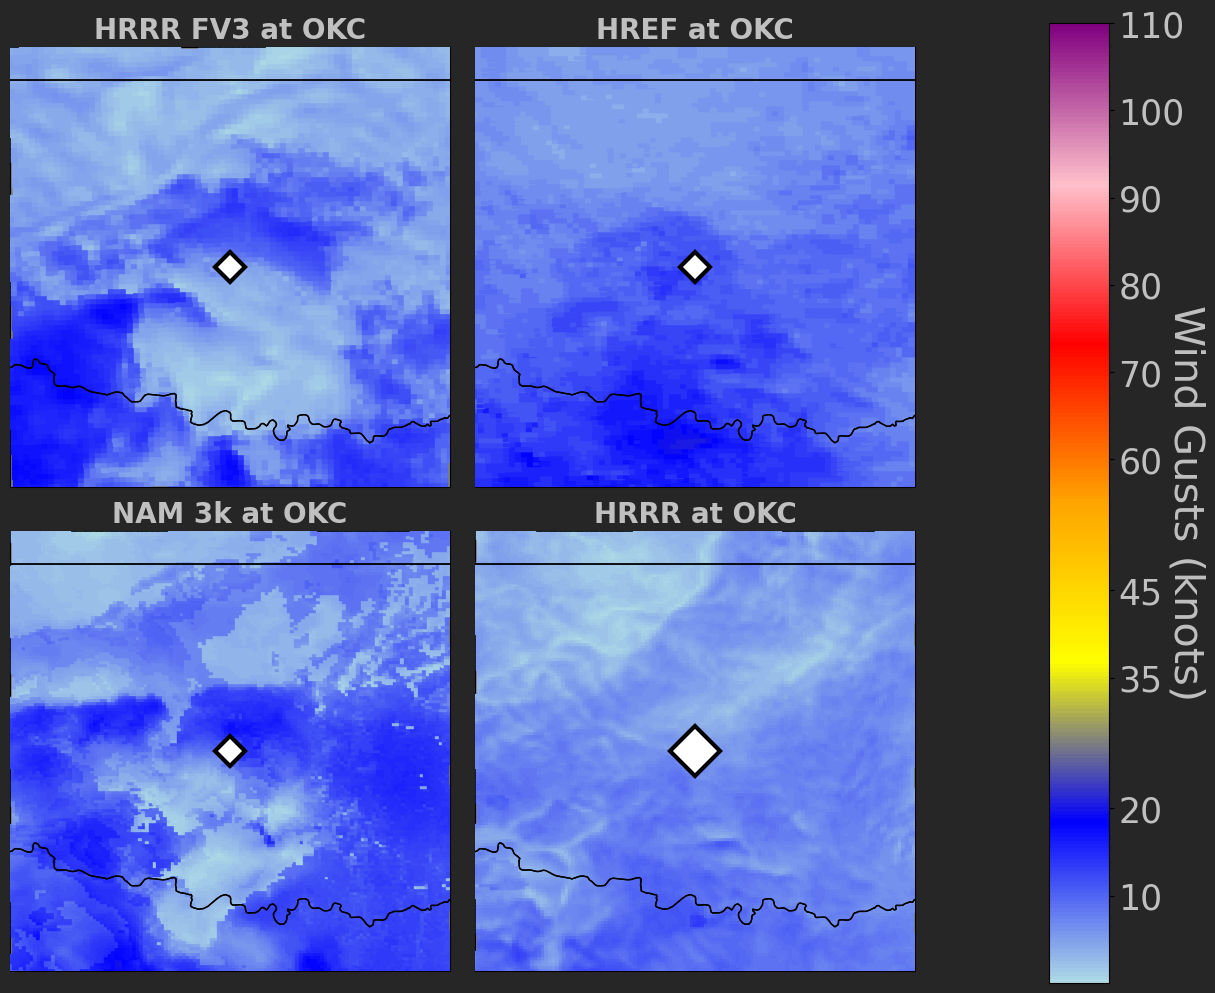 HRRR FV3 at OKC
HREF at OKC
NAM 3k at OKC
HRRR at OKC
110
100
90
80
70
60
45
35
20
10
Wind Gusts (knots)